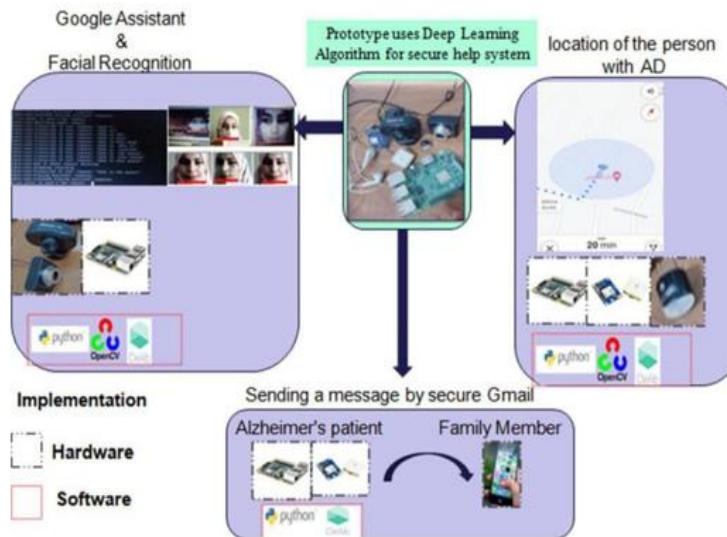 Google Assistant
&
Facial Recognition
Prototype uses Deep Learning
Algorithm for secure help system
location of the person
with AD
20 min
python
OpenCV
python
OpenCV
Implementation
Hardware
Software
Sending a message by secure Gmail
Alzheimer's patient
Family Member
python